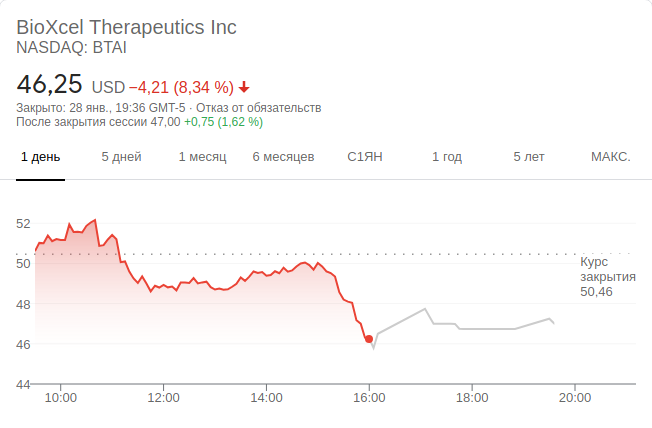 BioXcel Therapeutics Inc
NASDAQ: BTAI
46,25 USD −4,21 (8,34 %)
Закрыто: 28 янв., 19:36 GMT-5 · Отказ от обязательств
После закрытия сессии 47,00 +0,75 (1,62 %)
1 день 5 дней 1 месяц 6 месяцев С1ЯН 1 год 5 лет МАКС.
52
50
48
46
44
Курс
закрытия
50,46
10:00 12:00 14:00 16:00 18:00 20:00